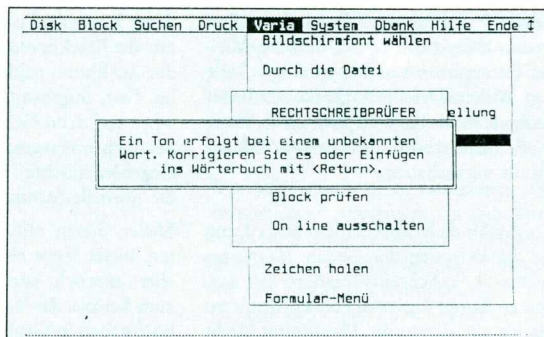 Disk Block Suchen Druck Varia System Dbank Hilfe Ende ↕
Bildschirmfont wählen
Durch die Datei
RECHTSCHREIBPRÜFER ellung
Ein Ton erfolgt bei einem unbekannten
Wort. Korrigieren Sie es oder Einfügen
ins Wörterbuch mit <Return>.
Block prüfen
On line ausschalten
Zeichen holen
Formular-Menü